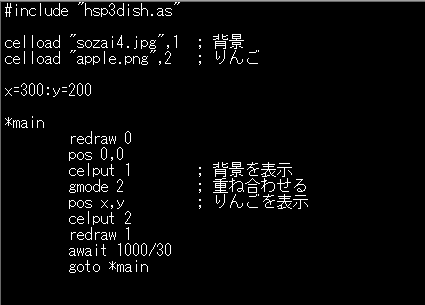 #include "hsp3dish.as"
celload "sozai4.jpg",1 ; 背景
celload "apple.png",2 ; りんご
x=300:y=200
*main
redraw 0
pos 0,0
celput 1 ; 背景を表示
gmode 2 ; 重ね合わせる
pos x,y ; りんごを表示
celput 2
redraw 1
await 1000/30
goto *main